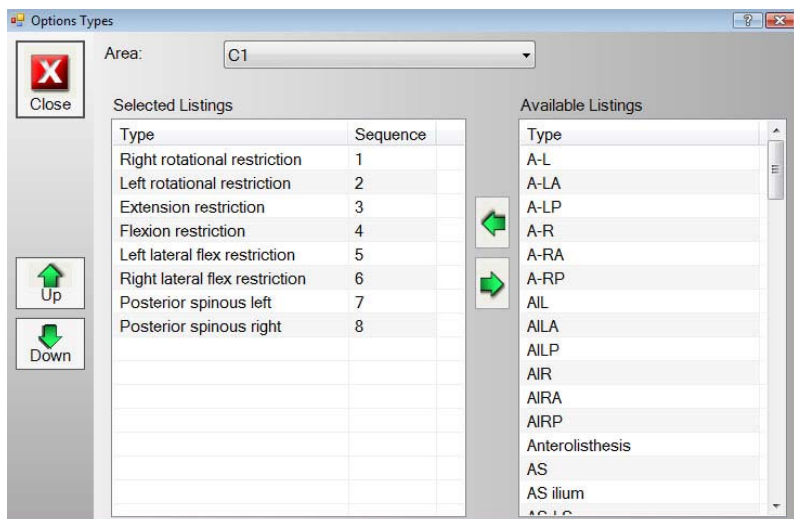 Options Types
Area: C1
Close
Selected Listings
Type Sequence
Right rotational restriction 1
Left rotational restriction 2
Extension restriction 3
Flexion restriction 4
Left lateral flex restriction 5
Right lateral flex restriction 6
Posterior spinous left 7
Posterior spinous right 8
Up
Down
Available Listings
Type
A-L
A-LA
A-LP
A-R
A-RA
A-RP
AIL
AILA
AILP
AIR
AIRA
AIRP
Anterolisthesis
AS
AS ilium